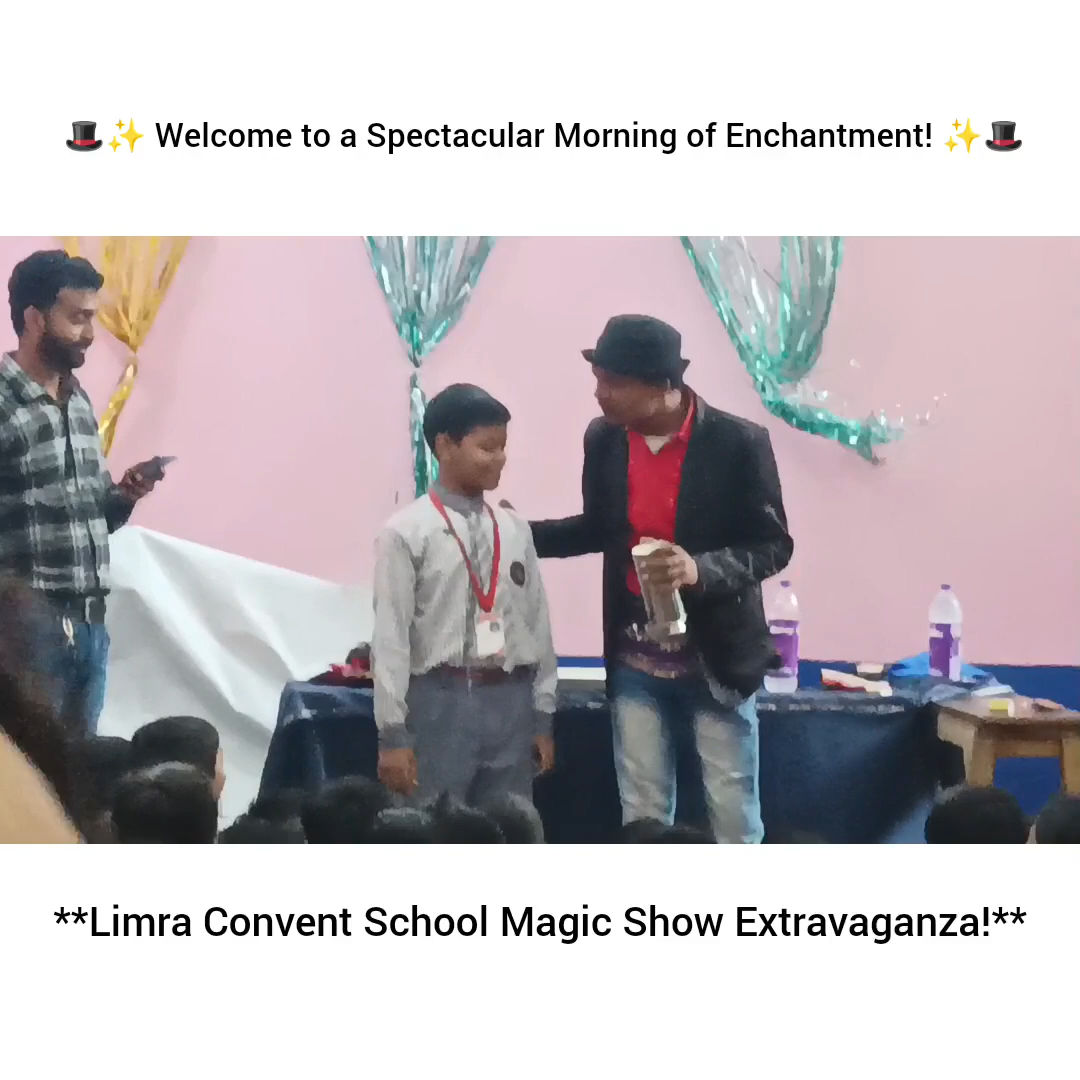 🎩✨ Welcome to a Spectacular Morning of Enchantment! ✨🎩
**Limra Convent School Magic Show Extravaganza!**